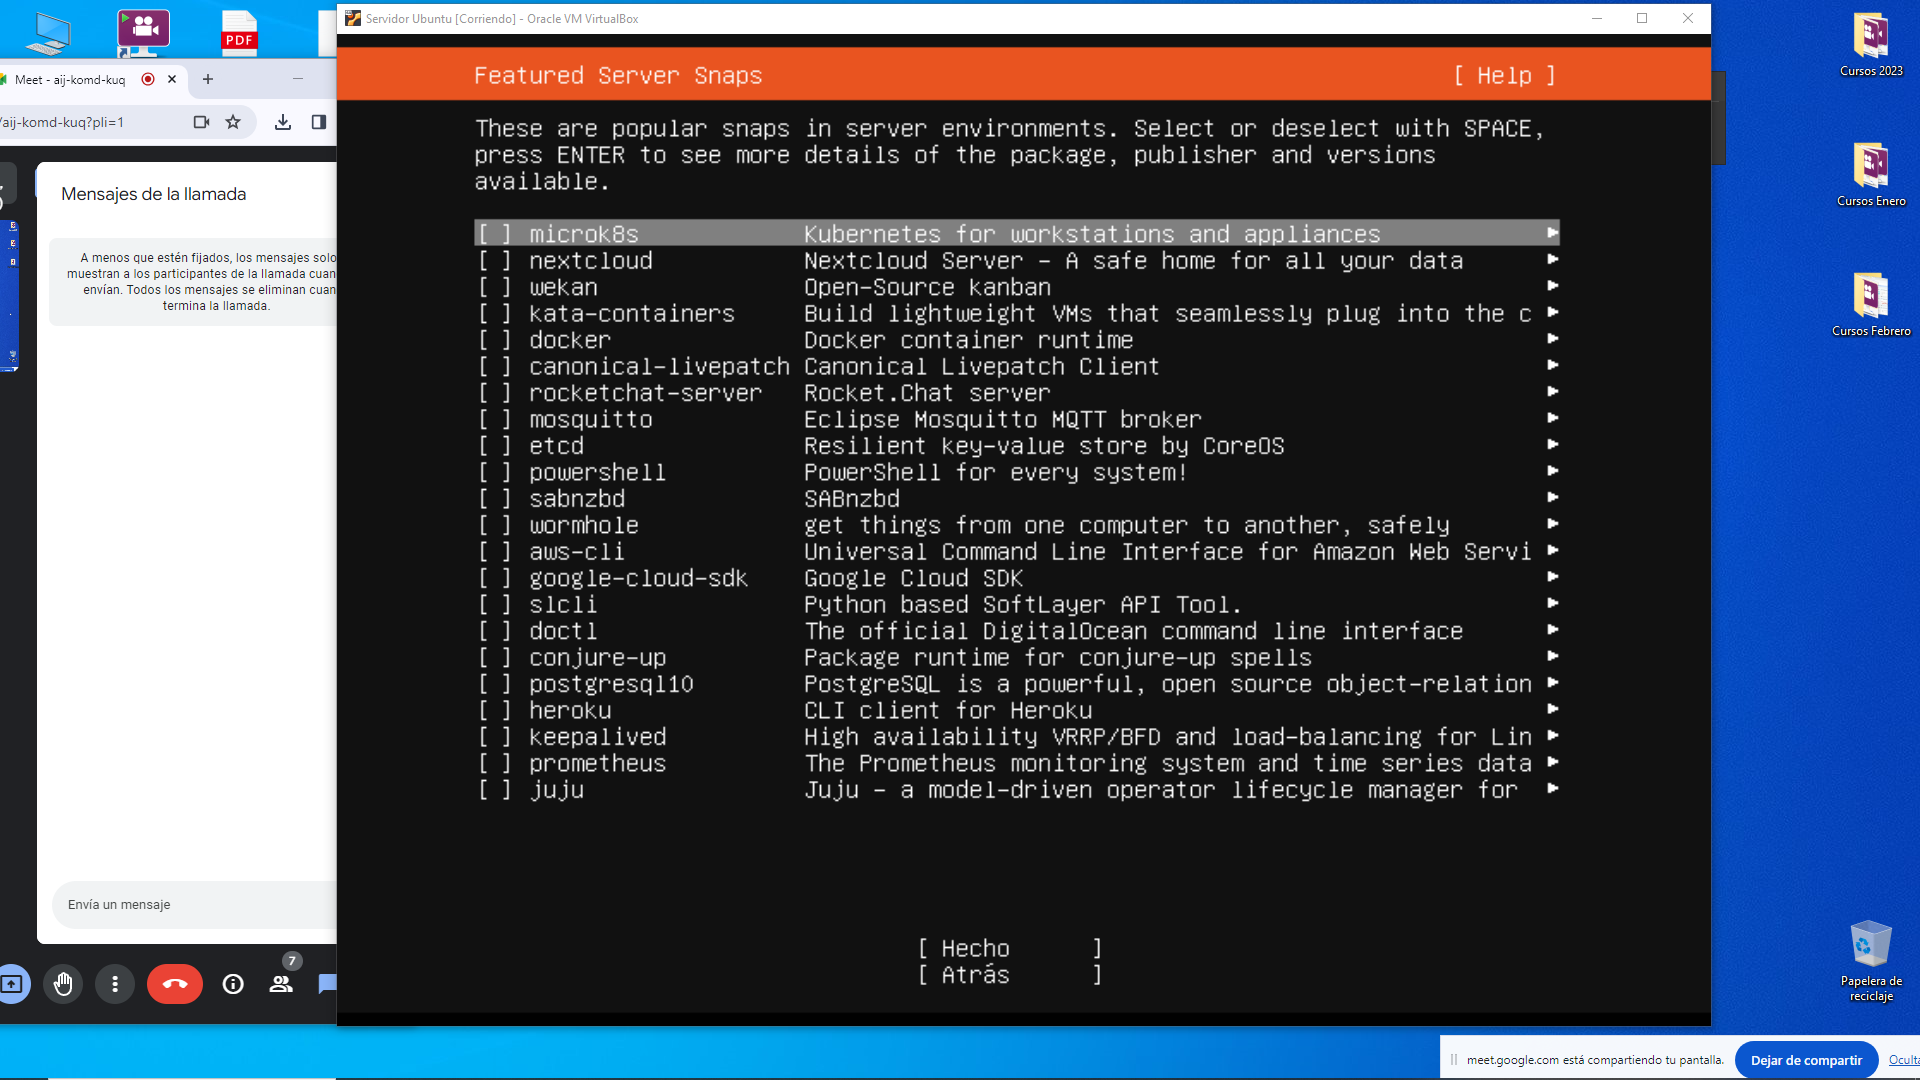 PDF
Servidor Ubuntu [Corriendo] - Oracle VM VirtualBox
Meet - aij-komd-kuq
/aij-komd-kuq?pli=1
Mensajes de la llamada
A menos que estén fijados, los mensajes solo
muestran a los participantes de la llamada cuan
envían. Todos los mensajes se eliminan cuan
termina la llamada.
Envía un mensaje
7
Featured Server Snaps [ Help ]
These are popular snaps in server environments. Select or deselect with SPACE,
press ENTER to see more details of the package, publisher and versions
available.
[ ] microk8s Kubernetes for workstations and appliances
[ ] nextcloud Nextcloud Server - A safe home for all your data
[ ] wekan Open-Source kanban
[ ] kata-containers Build lightweight VMs that seamlessly plug into the c
[ ] docker Docker container runtime
[ ] canonical-livepatch Canonical Livepatch Client
[ ] rocketchat-server Rocket.Chat server
[ ] mosquitto Eclipse Mosquitto MQTT broker
[ ] etcd Resilient key-value store by CoreOS
[ ] powershell PowerShell for every system!
[ ] sabnzbd SABnzbd
[ ] wormhole get things from one computer to another, safely
[ ] aws-cli Universal Command Line Interface for Amazon Web Servi
[ ] google-cloud-sdk Google Cloud SDK
[ ] slcli Python based SoftLayer API Tool.
[ ] doctl The official DigitalOcean command line interface
[ ] conjure-up Package runtime for conjure-up spells
[ ] postgresql10 PostgreSQL is a powerful, open source object-relation
[ ] heroku CLI client for Heroku
[ ] keepalived High availability VRRP/BFD and load-balancing for Lin
[ ] prometheus The Prometheus monitoring system and time series data
[ ] juju Juju - a model-driven operator lifecycle manager for
[ Hecho ]
[ Atrás ]
Cursos 2023
Cursos Enero
Cursos Febrero
Papelera de
reciclaje
meet.google.com está compartiendo tu pantalla.
Dejar de compartir
Oculta